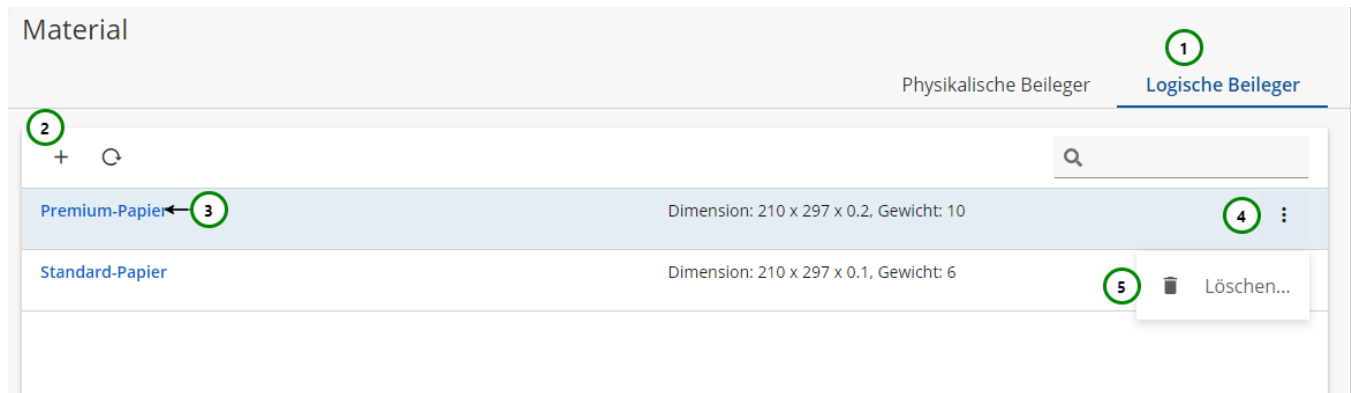 Material
1
Physikalische Beileger Logische Beileger
2
Premium-Papier 3 Dimension: 210 x 297 x 0.2, Gewicht: 10 4
Standard-Papier Dimension: 210 x 297 x 0.1, Gewicht: 6
5 Löschen...